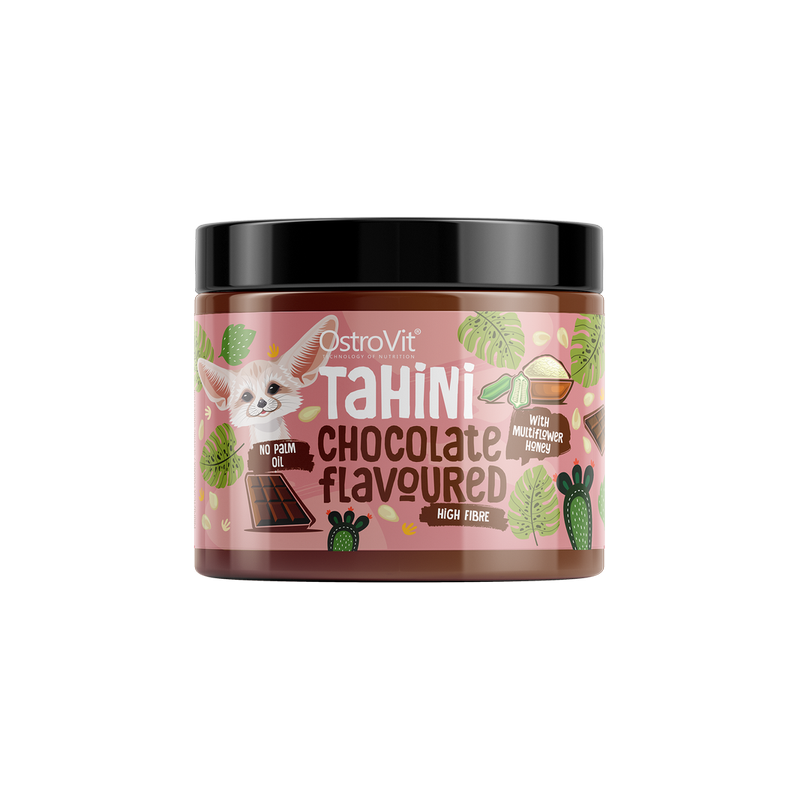 OstroVit®
TECHNOLOGY OF NUTRITION
TAHINI
CHOCOLATE
FLAVOURED
HIGH FIBRE
NO PALM
OIL
WITH
MULTIFLOWER
HONEY